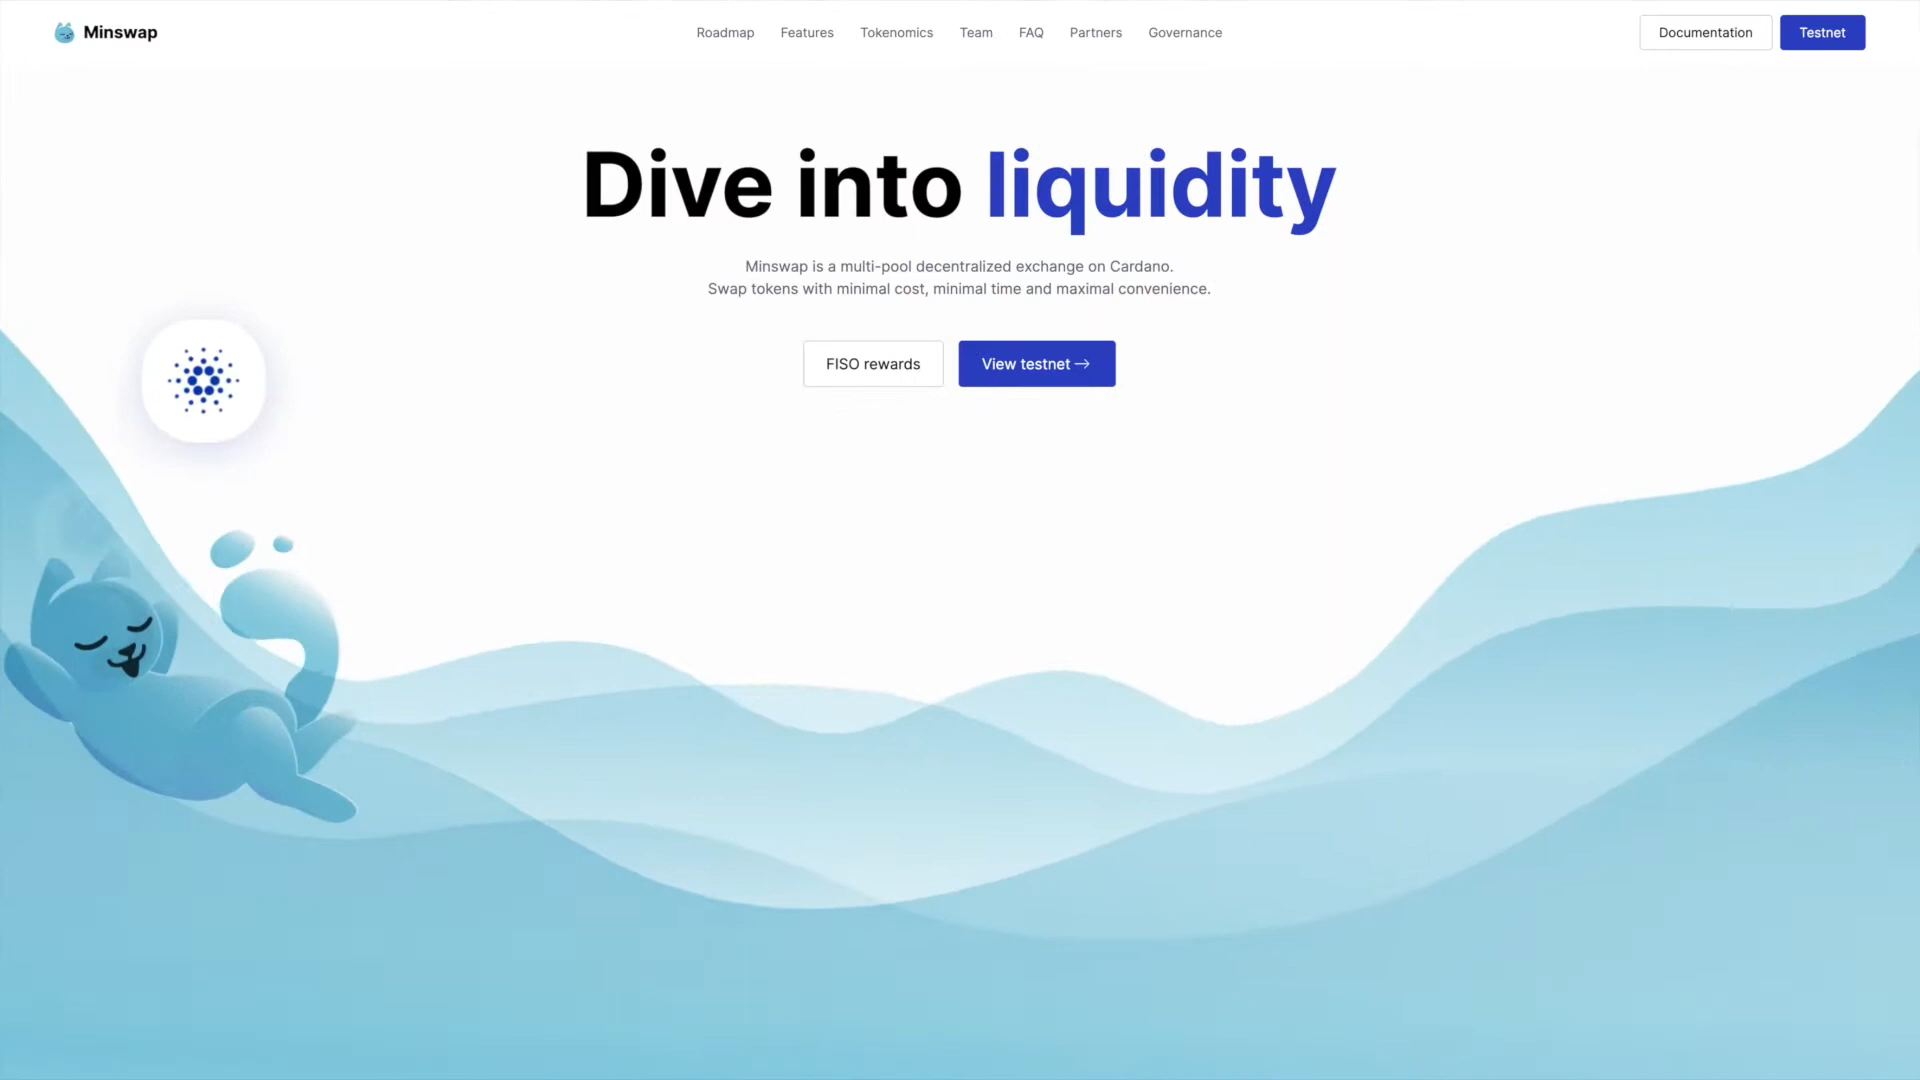 Minswap
Roadmap
Features
Tokenomics
Team
FAQ
Partners
Governance
Documentation
Testnet
Dive into liquidity
Minswap is a multi-pool decentralized exchange on Cardano.
Swap tokens with minimal cost, minimal time and maximal convenience.
FISO rewards
View testnet →